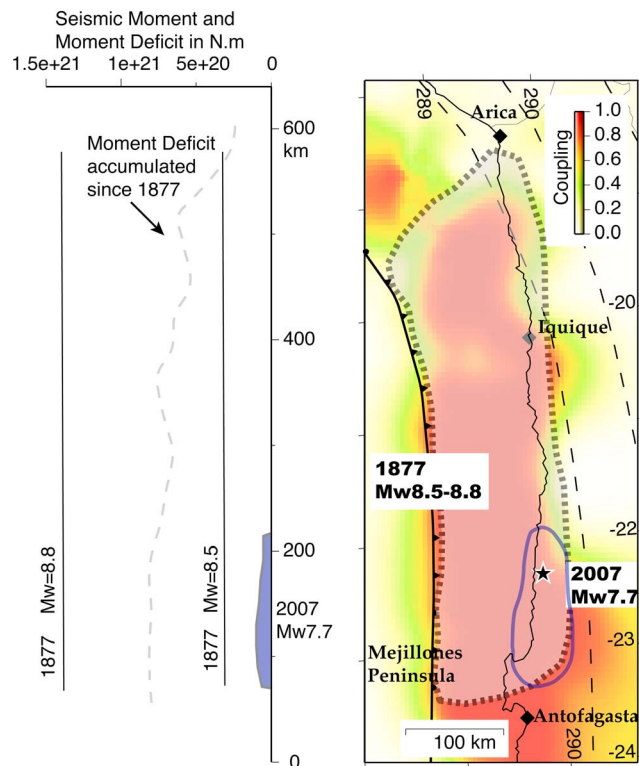 Seismic Moment and
Moment Deficit in N.m
1.5e+21 1e+21 5e+20 0
600
km
Moment Deficit
accumulated
since 1877
400
200
1877 Mw=8.8
1877 Mw=8.5
2007
Mw7.7
0
289
290
Arica
Coupling
1.0
0.8
0.6
0.4
0.2
0.0
-20
Iquique
1877
Mw8.5-8.8
-22
2007
Mw7.7
-23
Mejillones
Peninsula
Antofagasta
100 km
290
-24